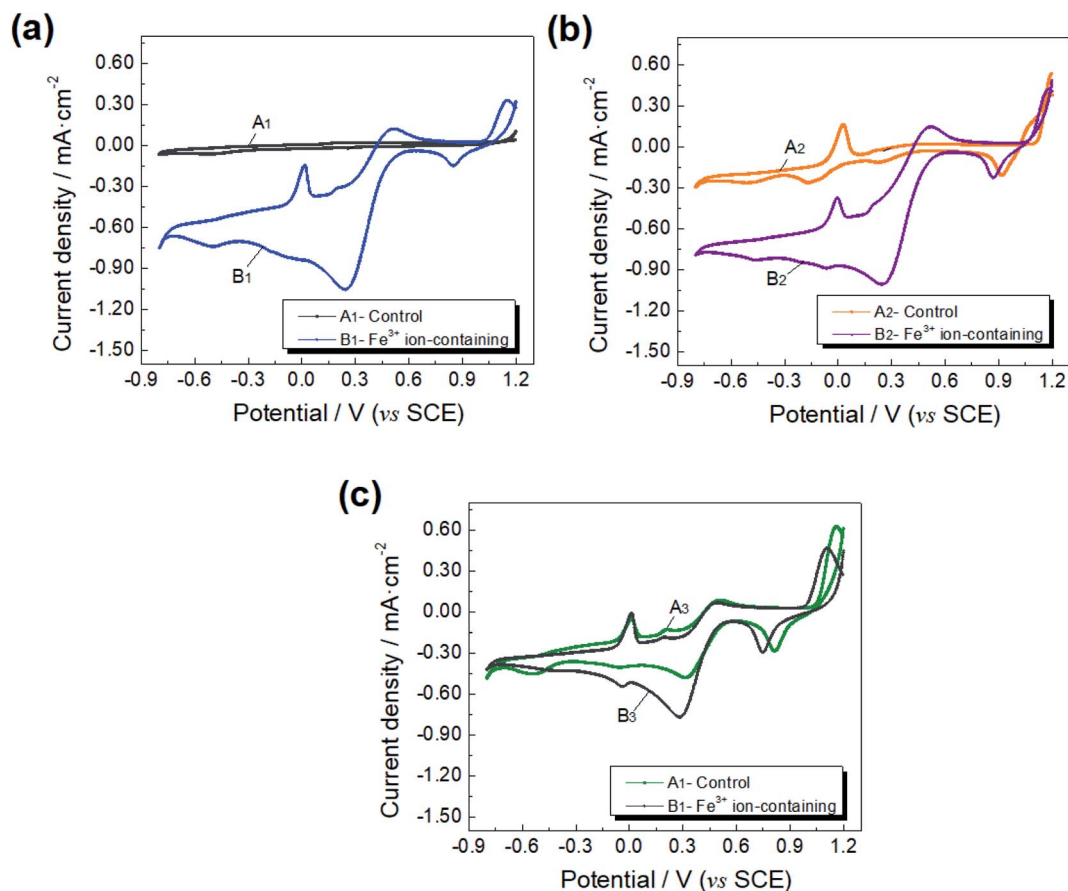 (a)
0.60
0.30
0.00
-0.30
-0.60
-0.90
-1.20
-1.50
Current density / mA·cm⁻²
A₁
B₁
A₁- Control
B₁- Fe³⁺ ion-containing
-0.9 -0.6 -0.3 0.0 0.3 0.6 0.9 1.2
Potential / V (vs SCE)
(b)
0.60
0.30
0.00
-0.30
-0.60
-0.90
-1.20
-1.50
Current density / mA·cm⁻²
A₂
B₂
A₂- Control
B₂- Fe³⁺ ion-containing
-0.9 -0.6 -0.3 0.0 0.3 0.6 0.9 1.2
Potential / V (vs SCE)
(c)
0.60
0.30
0.00
-0.30
-0.60
-0.90
-1.20
-1.50
Current density / mA·cm⁻²
A₃
B₃
A₁- Control
B₁- Fe³⁺ ion-containing
-0.9 -0.6 -0.3 0.0 0.3 0.6 0.9 1.2
Potential / V (vs SCE)